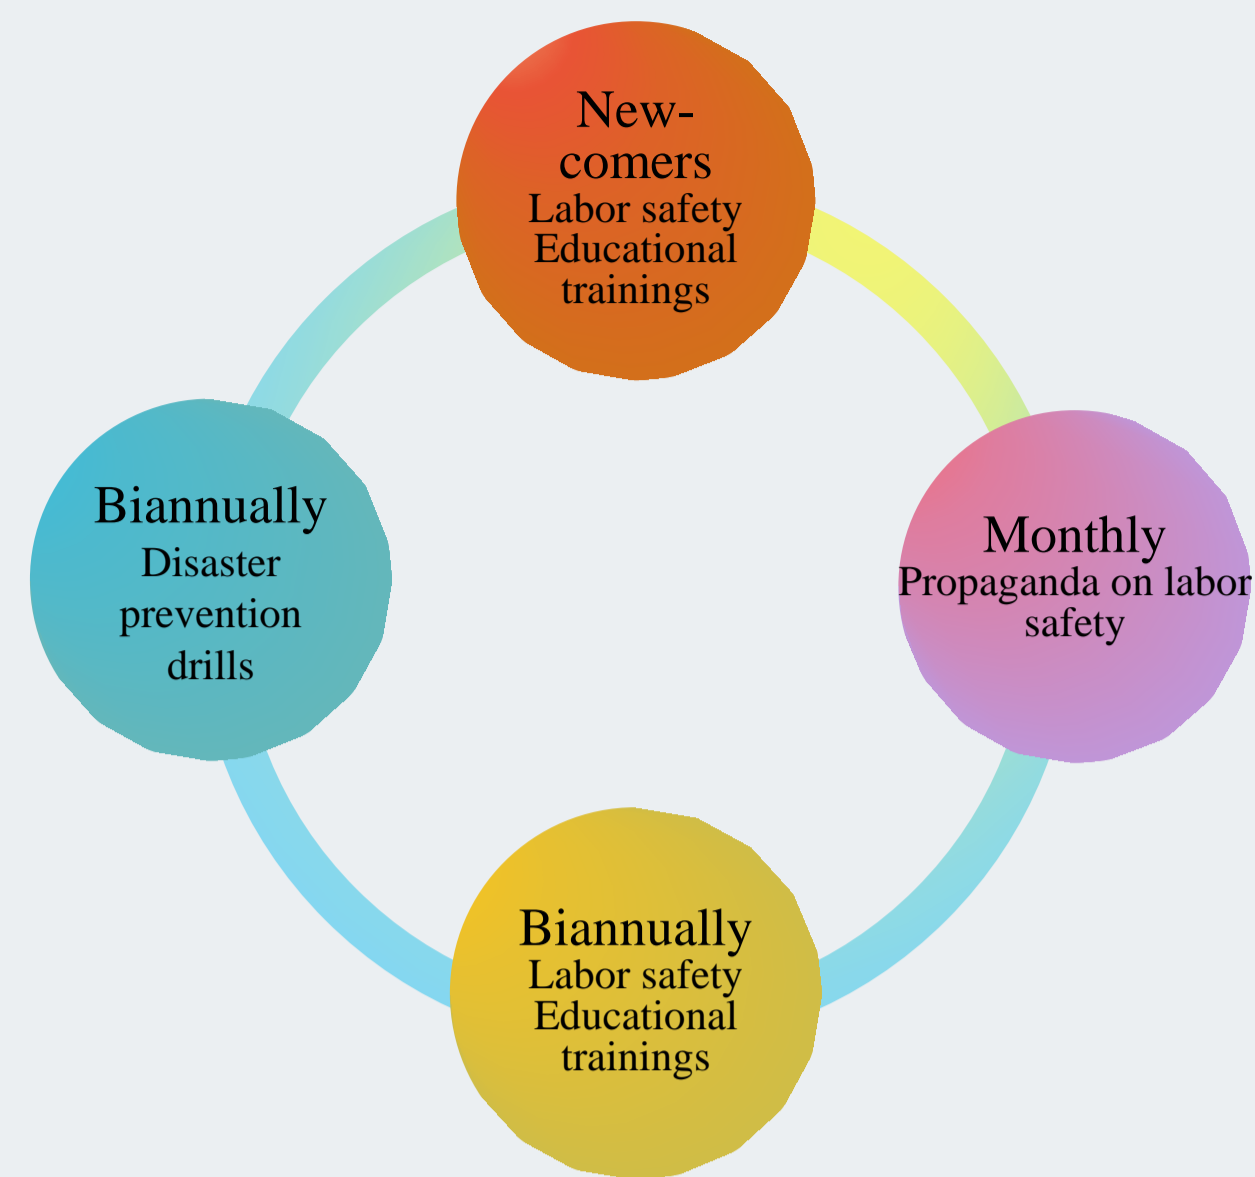 New-
comers
Labor safety
Educational
trainings
Biannually
Disaster
prevention
drills
Monthly
Propaganda on labor
safety
Biannually
Labor safety
Educational
trainings